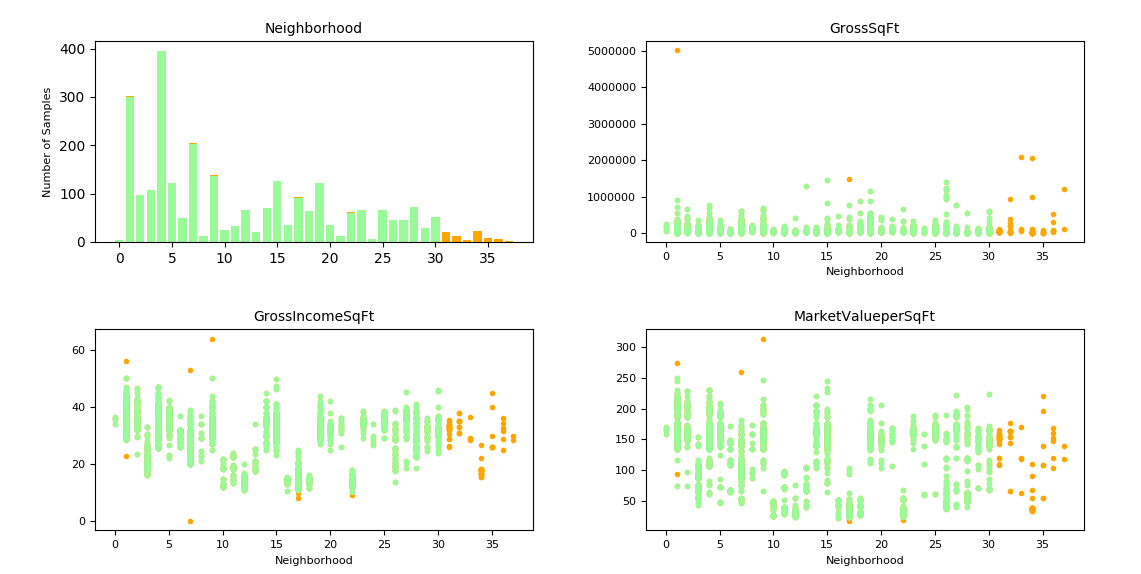 Neighborhood
400
300
200
100
0
Number of Samples
0 5 10 15 20 25 30 35
GrossSqFt
5000000
4000000
3000000
2000000
1000000
0
0 5 10 15 20 25 30 35
Neighborhood
GrossIncomeSqFt
60
40
20
0
0 5 10 15 20 25 30 35
Neighborhood
MarketValueperSqFt
300
250
200
150
100
50
0 5 10 15 20 25 30 35
Neighborhood